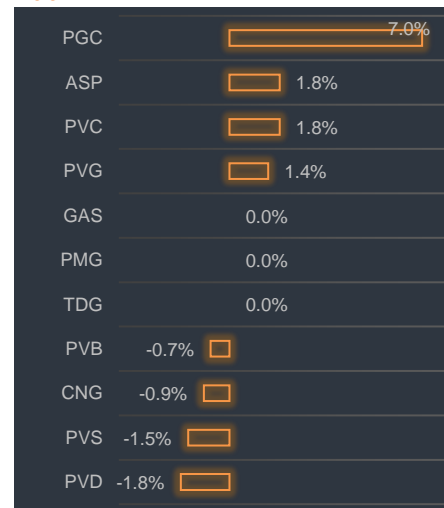 PGC 7.0%
ASP 1.8%
PVC 1.8%
PVG 1.4%
GAS 0.0%
PMG 0.0%
TDG 0.0%
PVB -0.7%
CNG -0.9%
PVS -1.5%
PVD -1.8%